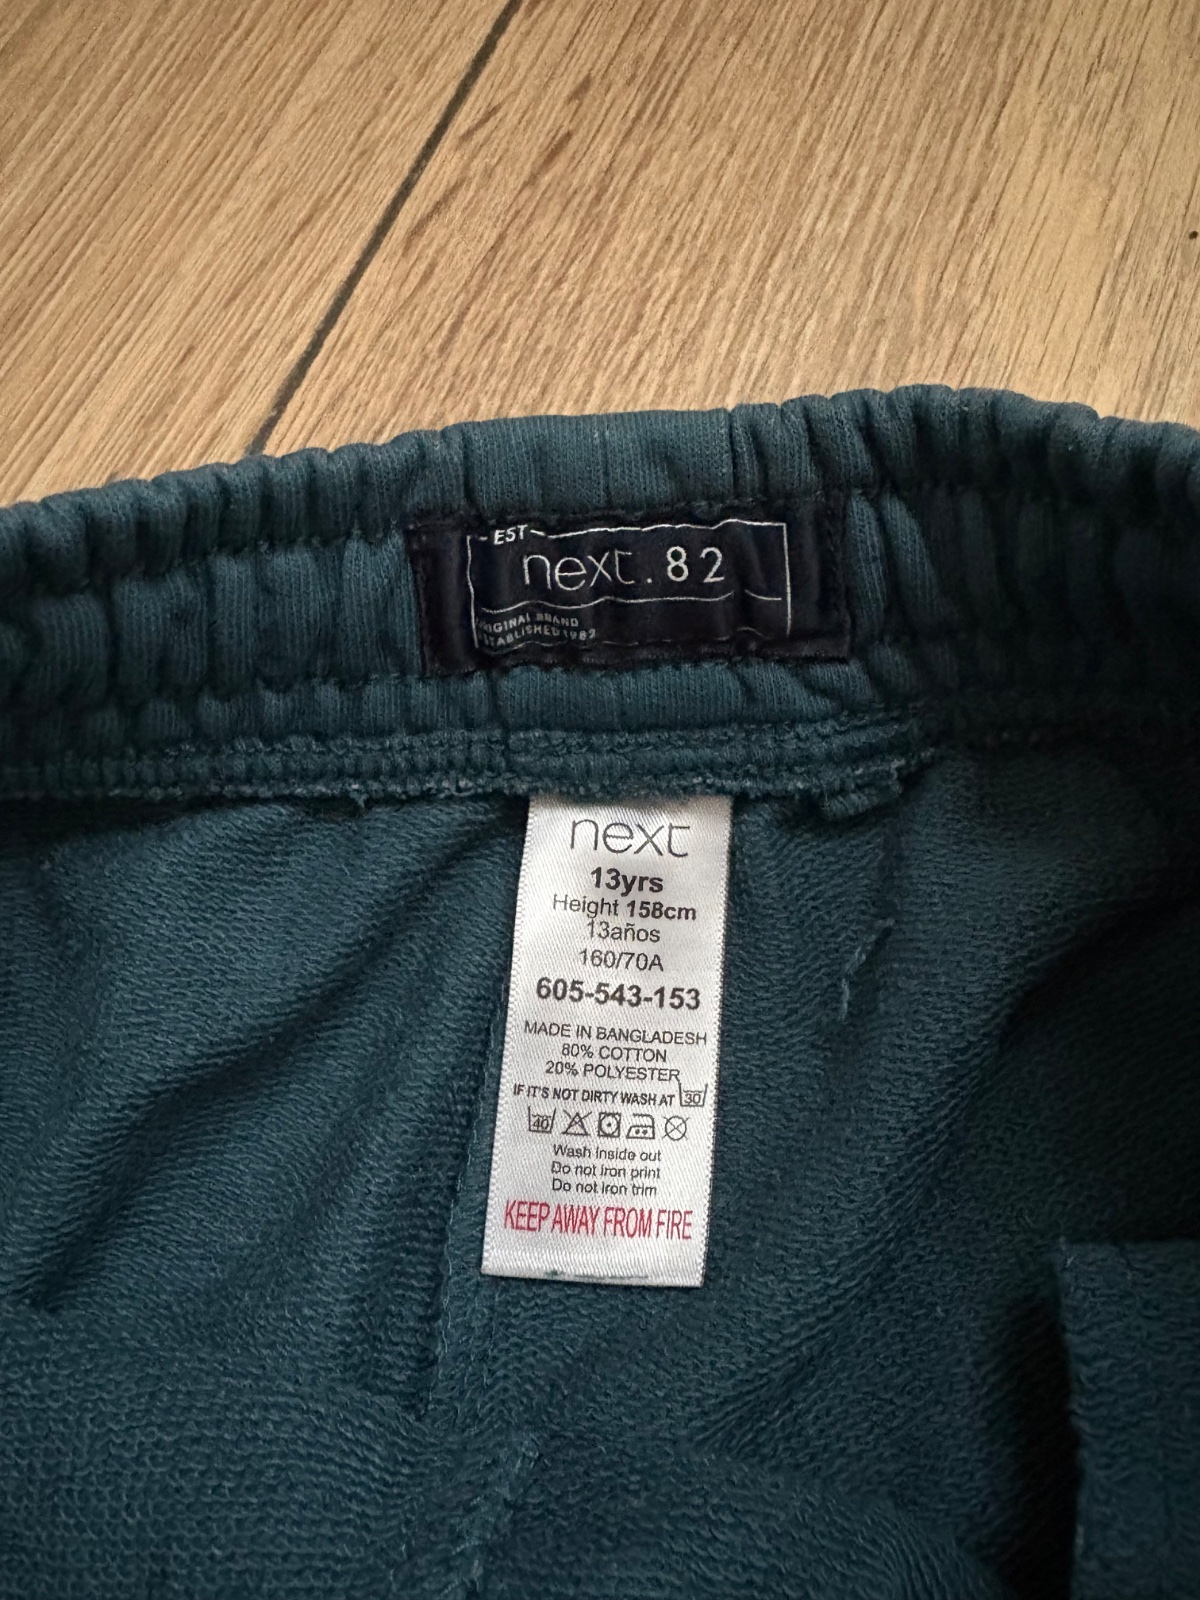 EST
next.82
ORIGINAL BRAND
ESTABLISHED 1982
next
13yrs
Height 158cm
13años
160/70A
605-543-153
MADE IN BANGLADESH
80% COTTON
20% POLYESTER
IF IT'S NOT DIRTY WASH AT 30
40
Wash inside out
Do not iron print
Do not iron trim
KEEP AWAY FROM FIRE